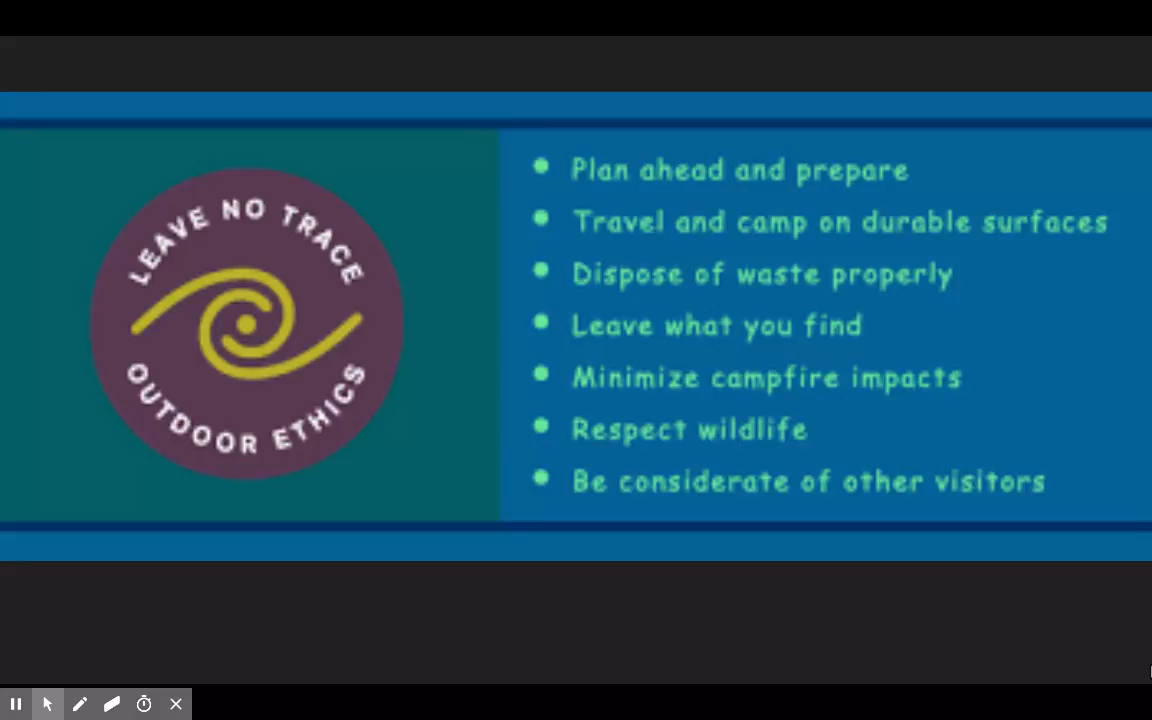 LEAVE NO TRACE
OUTDOOR ETHICS
Plan ahead and prepare
Travel and camp on durable surfaces
Dispose of waste properly
Leave what you find
Minimize campfire impacts
Respect wildlife
Be considerate of other visitors